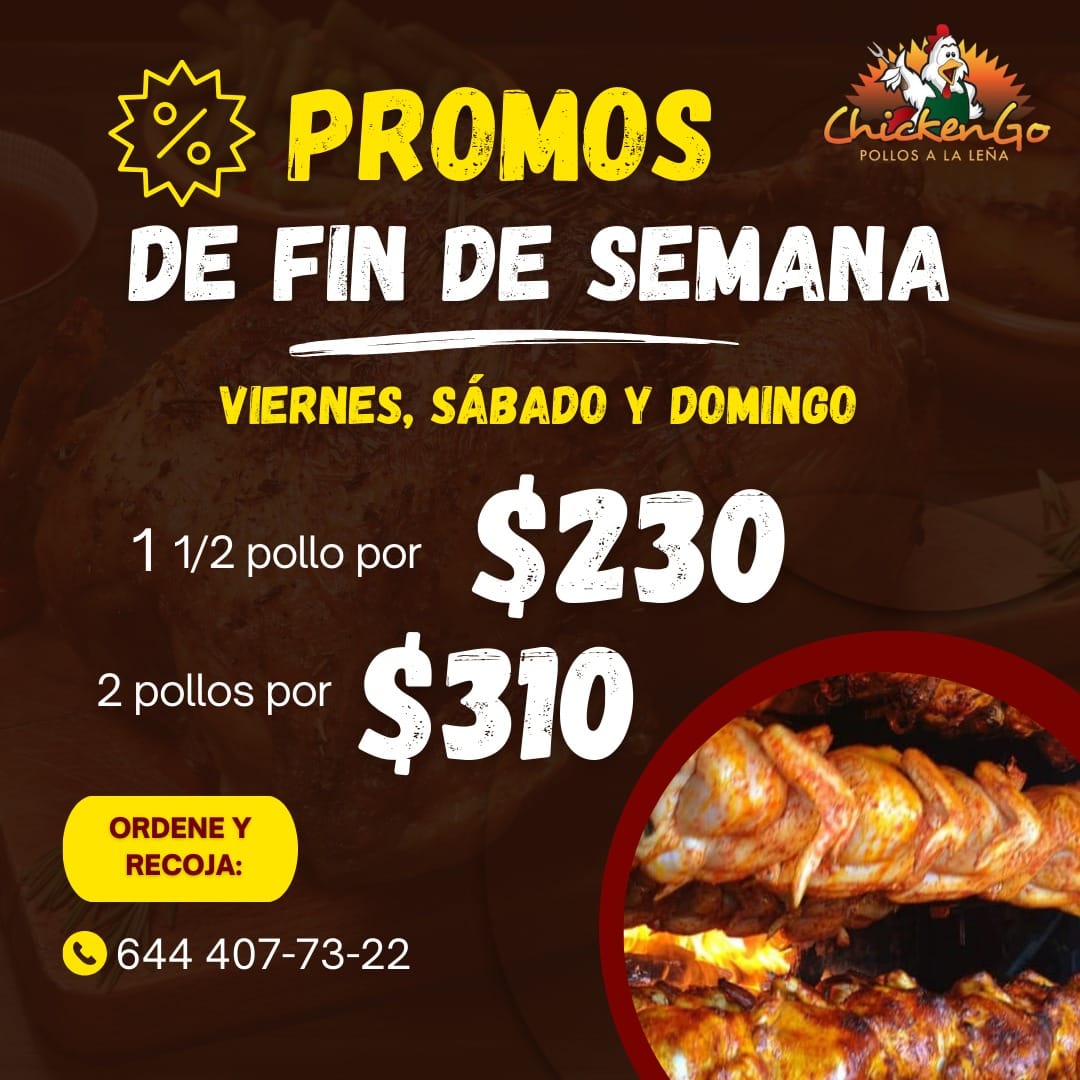 %
PROMOS
ChickenGo
POLLOS A LA LEÑA
DE FIN DE SEMANA
VIERNES, SÁBADO Y DOMINGO
1 1/2 pollo por $230
2 pollos por $310
ORDENE Y
RECOJA:
644 407-73-22